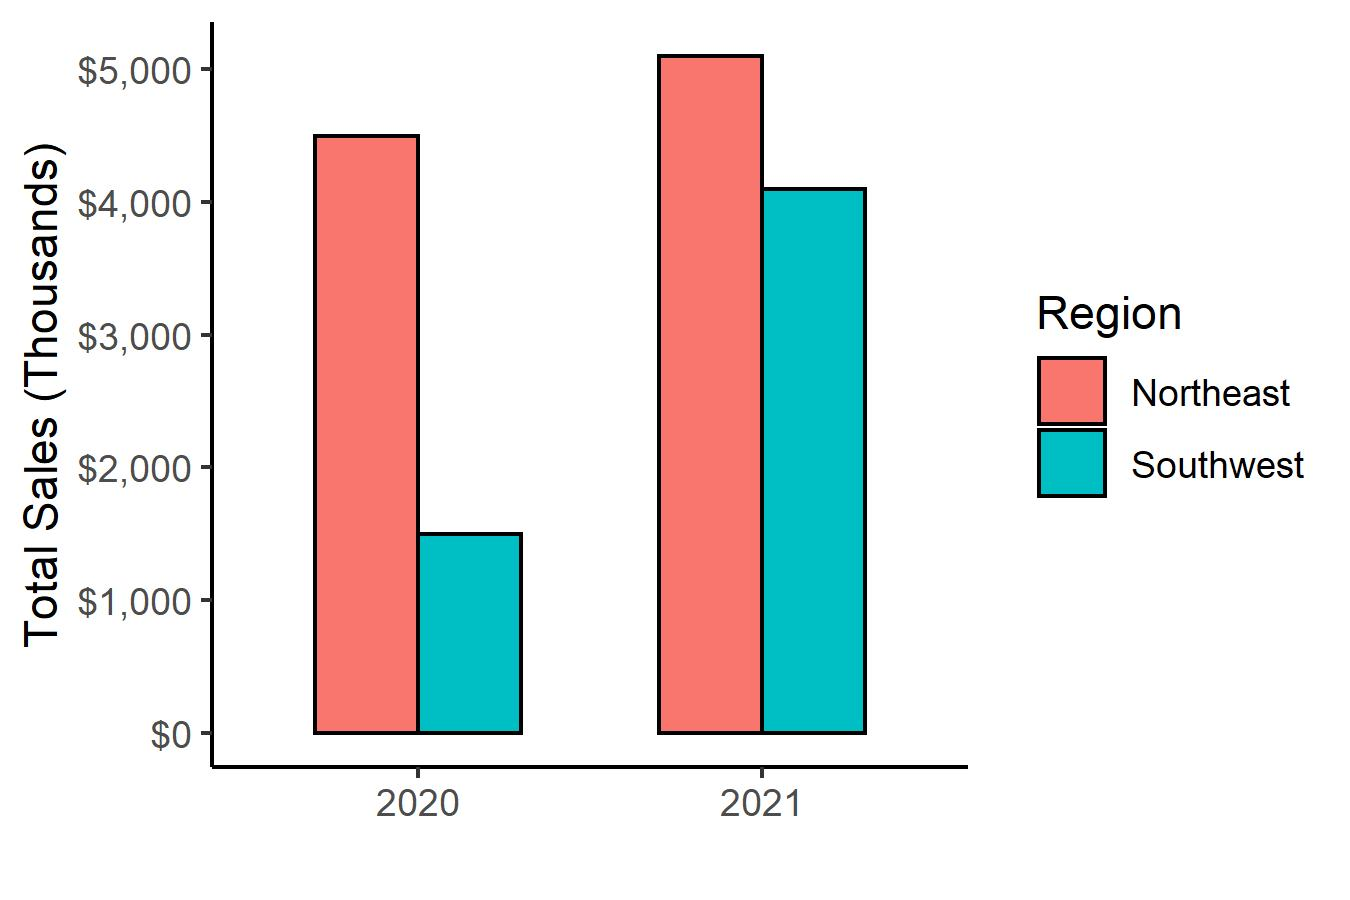 Total Sales (Thousands)
$5,000
$4,000
$3,000
$2,000
$1,000
$0
2020
2021
Region
Northeast
Southwest